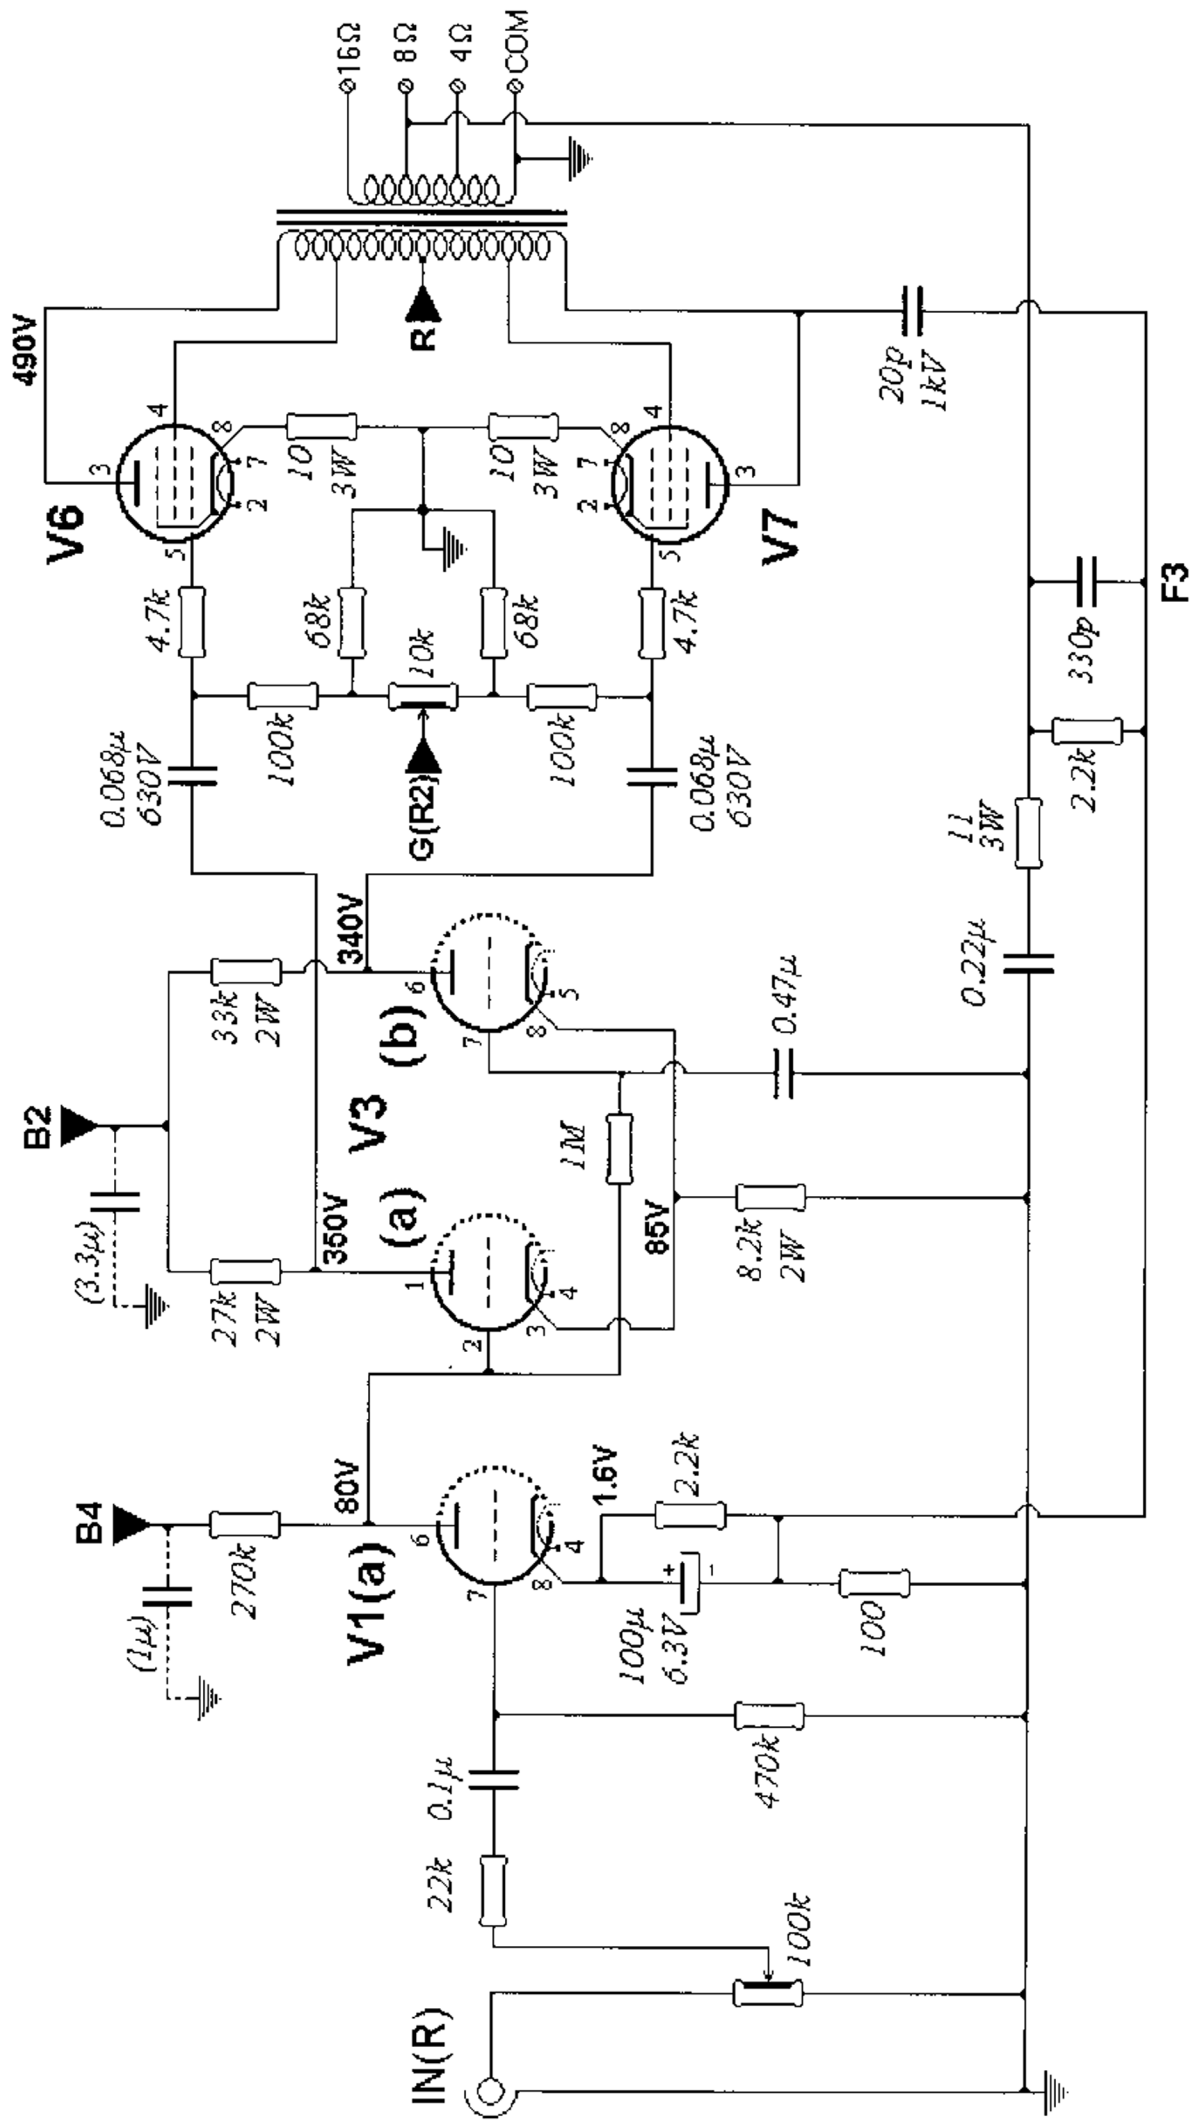 IN(R)
100k
22k
0.1μ
470k
(1μ)
B4
270k
80V
V1(a)
6
7
8
4
1.6V
2.2k
100μ
6.3V
+
100
(3.3μ)
B2
27k
2W
33k
2W
350V
340V
V3
(a)
(b)
1
2
3
4
6
7
8
5
1M
85V
8.2k
2W
0.47μ
0.22μ
11
3W
2.2k
330p
F3
0.068μ
630V
0.068μ
630V
100k
10k
100k
G(R2)
68k
68k
4.7k
4.7k
V6
5
3
4
8
7
2
490V
10
3W
10
3W
V7
5
2
7
8
4
3
R
20p
1kV
16Ω
8Ω
4Ω
COM